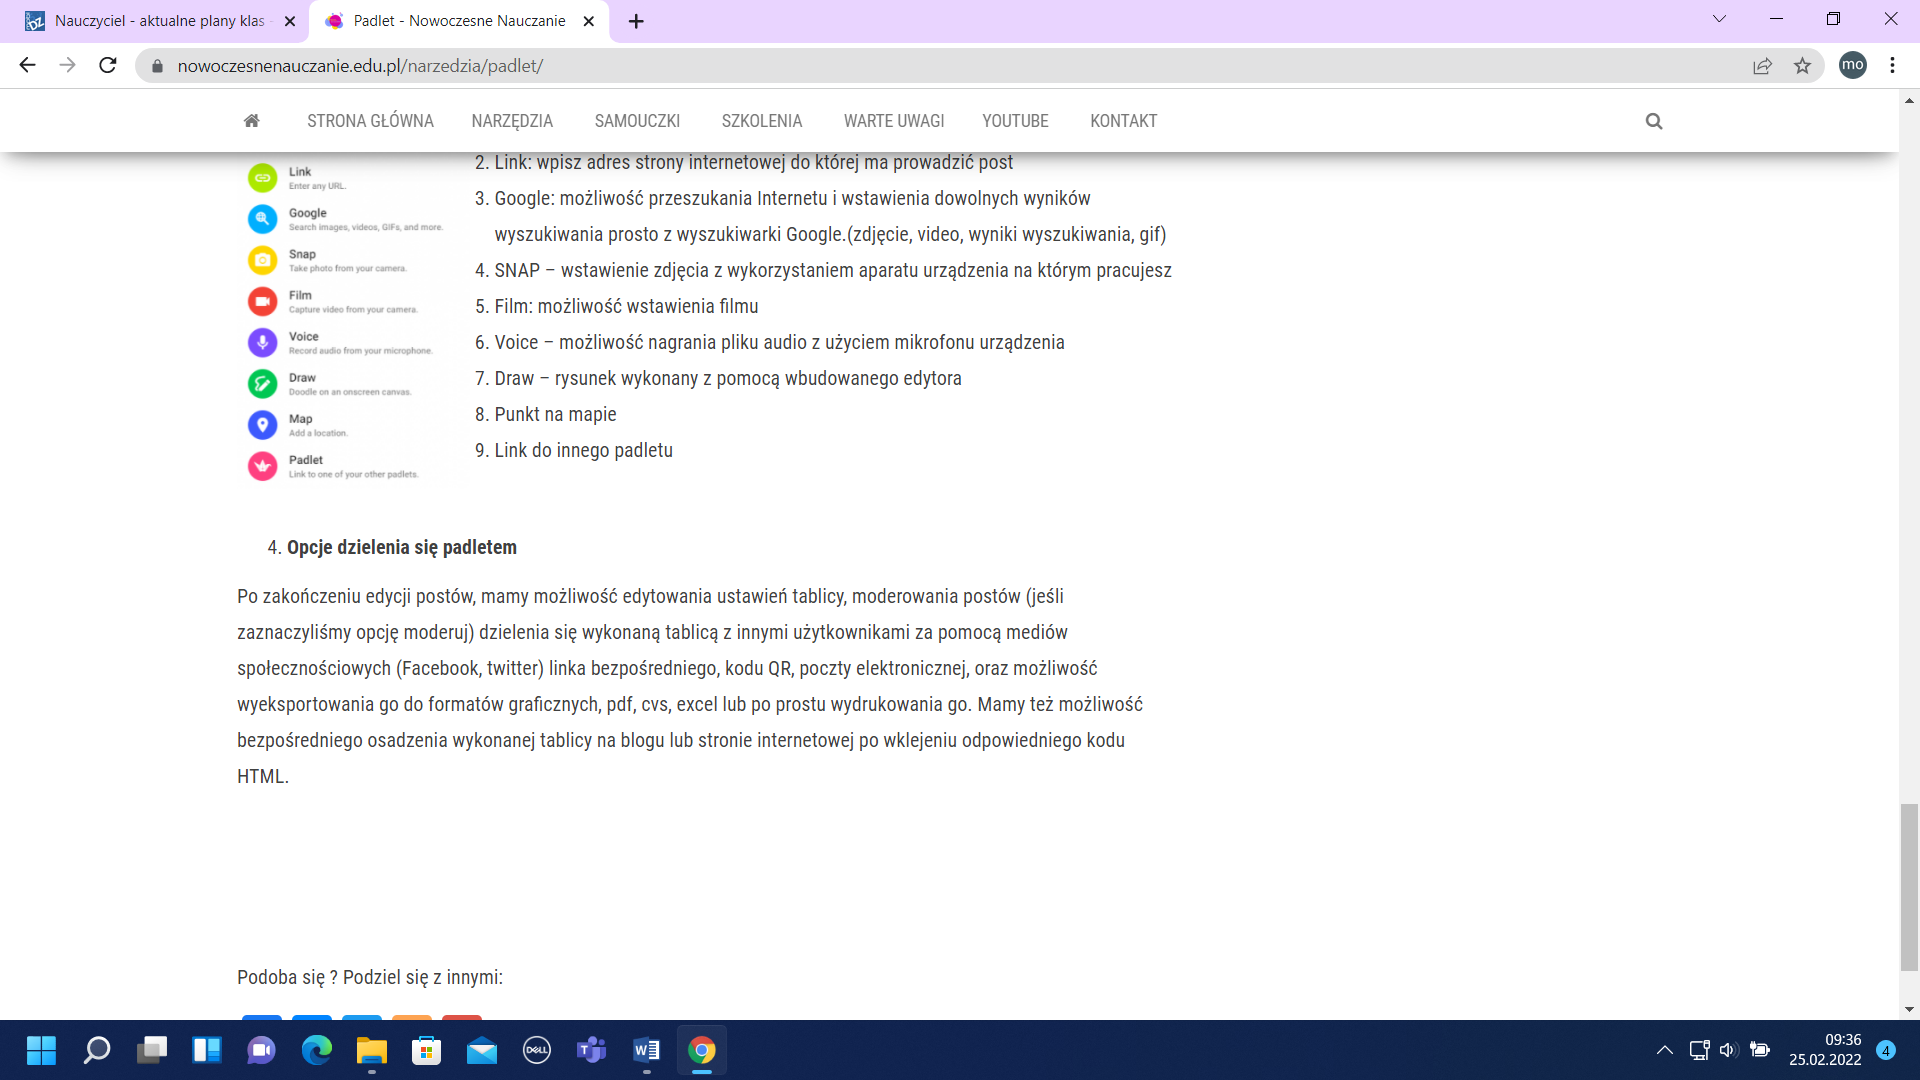 Nauczyciel - aktualne plany klas
Padlet - Nowoczesne Nauczanie
nowoczesnenauczanie.edu.pl/narzedzia/padlet/
mo
STRONA GŁÓWNA NARZĘDZIA SAMOUCZKI SZKOLENIA WARTE UWAGI YOUTUBE KONTAKT
Link
Enter any URL.
Google
Search images, videos, GIFs, and more.
Snap
Take photo from your camera.
Film
Capture video from your camera.
Voice
Record audio from your microphone.
Draw
Doodle on an onscreen canvas.
Map
Add a location.
Padlet
Link to one of your other padlets.
2. Link: wpisz adres strony internetowej do której ma prowadzić post
3. Google: możliwość przeszukania Internetu i wstawienia dowolnych wyników
wyszukiwania prosto z wyszukiwarki Google.(zdjęcie, video, wyniki wyszukiwania, gif)
4. SNAP – wstawienie zdjęcia z wykorzystaniem aparatu urządzenia na którym pracujesz
5. Film: możliwość wstawienia filmu
6. Voice – możliwość nagrania pliku audio z użyciem mikrofonu urządzenia
7. Draw – rysunek wykonany z pomocą wbudowanego edytora
8. Punkt na mapie
9. Link do innego padletu
4. Opcje dzielenia się padletem
Po zakończeniu edycji postów, mamy możliwość edytowania ustawień tablicy, moderowania postów (jeśli
zaznaczyliśmy opcję moderuj) dzielenia się wykonaną tablicą z innymi użytkownikami za pomocą mediów
społecznościowych (Facebook, twitter) linka bezpośredniego, kodu QR, poczty elektronicznej, oraz możliwość
wyeksportowania go do formatów graficznych, pdf, cvs, excel lub po prostu wydrukowania go. Mamy też możliwość
bezpośredniego osadzenia wykonanej tablicy na blogu lub stronie internetowej po wklejeniu odpowiedniego kodu
HTML.
Podoba się ? Podziel się z innymi:
DELL
09:36
25.02.2022
4